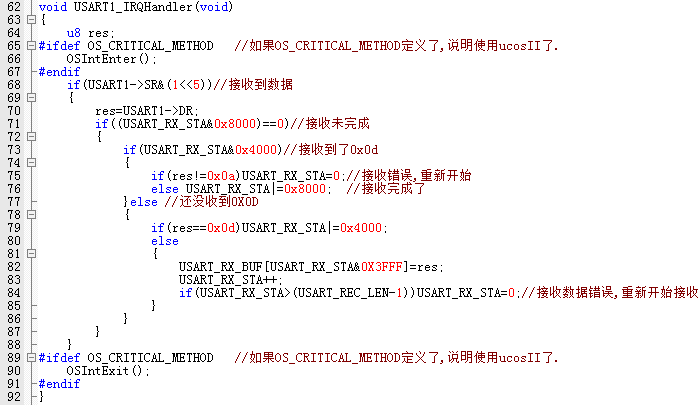 62 void USART1_IRQHandler(void)
63 {
64     u8 res;
65 #ifdef OS_CRITICAL_METHOD   //如果OS_CRITICAL_METHOD定义了,说明使用ucosII了.
66     OSIntEnter();
67 #endif
68     if(USART1->SR&(1<<5))//接收到数据
69     {
70         res=USART1->DR;
71         if((USART_RX_STA&0x8000)==0)//接收未完成
72         {
73             if(USART_RX_STA&0x4000)//接收到了0x0d
74             {
75                 if(res!=0x0a)USART_RX_STA=0;//接收错误,重新开始
76                 else USART_RX_STA|=0x8000;  //接收完成了
77             }else //还没收到0X0D
78             {
79                 if(res==0x0d)USART_RX_STA|=0x4000;
80                 else
81                 {
82                     USART_RX_BUF[USART_RX_STA&0X3FFF]=res;
83                     USART_RX_STA++;
84                     if(USART_RX_STA>(USART_REC_LEN-1))USART_RX_STA=0;//接收数据错误,重新开始接收
85                 }
86             }
87         }
88     }
89 #ifdef OS_CRITICAL_METHOD   //如果OS_CRITICAL_METHOD定义了,说明使用ucosII了.
90     OSIntExit();
91 #endif
92 }